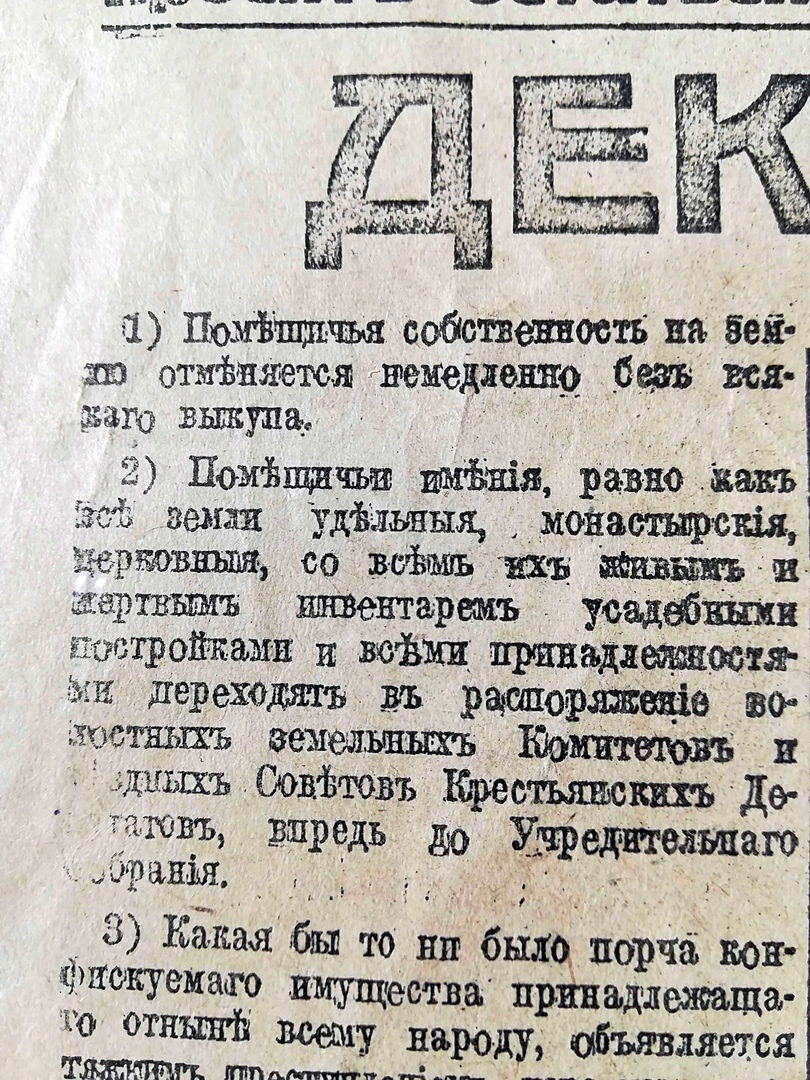 ДЕК
1) Помѣщичья собственность на зем-
лю отмѣняется немедленно безъ вся-
каго выкупа.
2) Помѣщичьи имѣнія, равно какъ
всѣ земли удѣльныя, монастырскія,
церковныя, со всѣмъ ихъ живымъ и
мертвымъ инвентаремъ усадебными
постройками и всѣми принадлежностя-
ми переходятъ въ распоряженіе во-
лостныхъ земельныхъ Комитетовъ и
ѣздныхъ Совѣтовъ Крестьянскихъ Де-
татовъ, впредь до Учредительнаго
Собранія.
3) Какая бы то ни было порча кон-
фискуемаго имущества принадлежаща-
го отнынѣ всему народу, объявляется
тяжкимъ